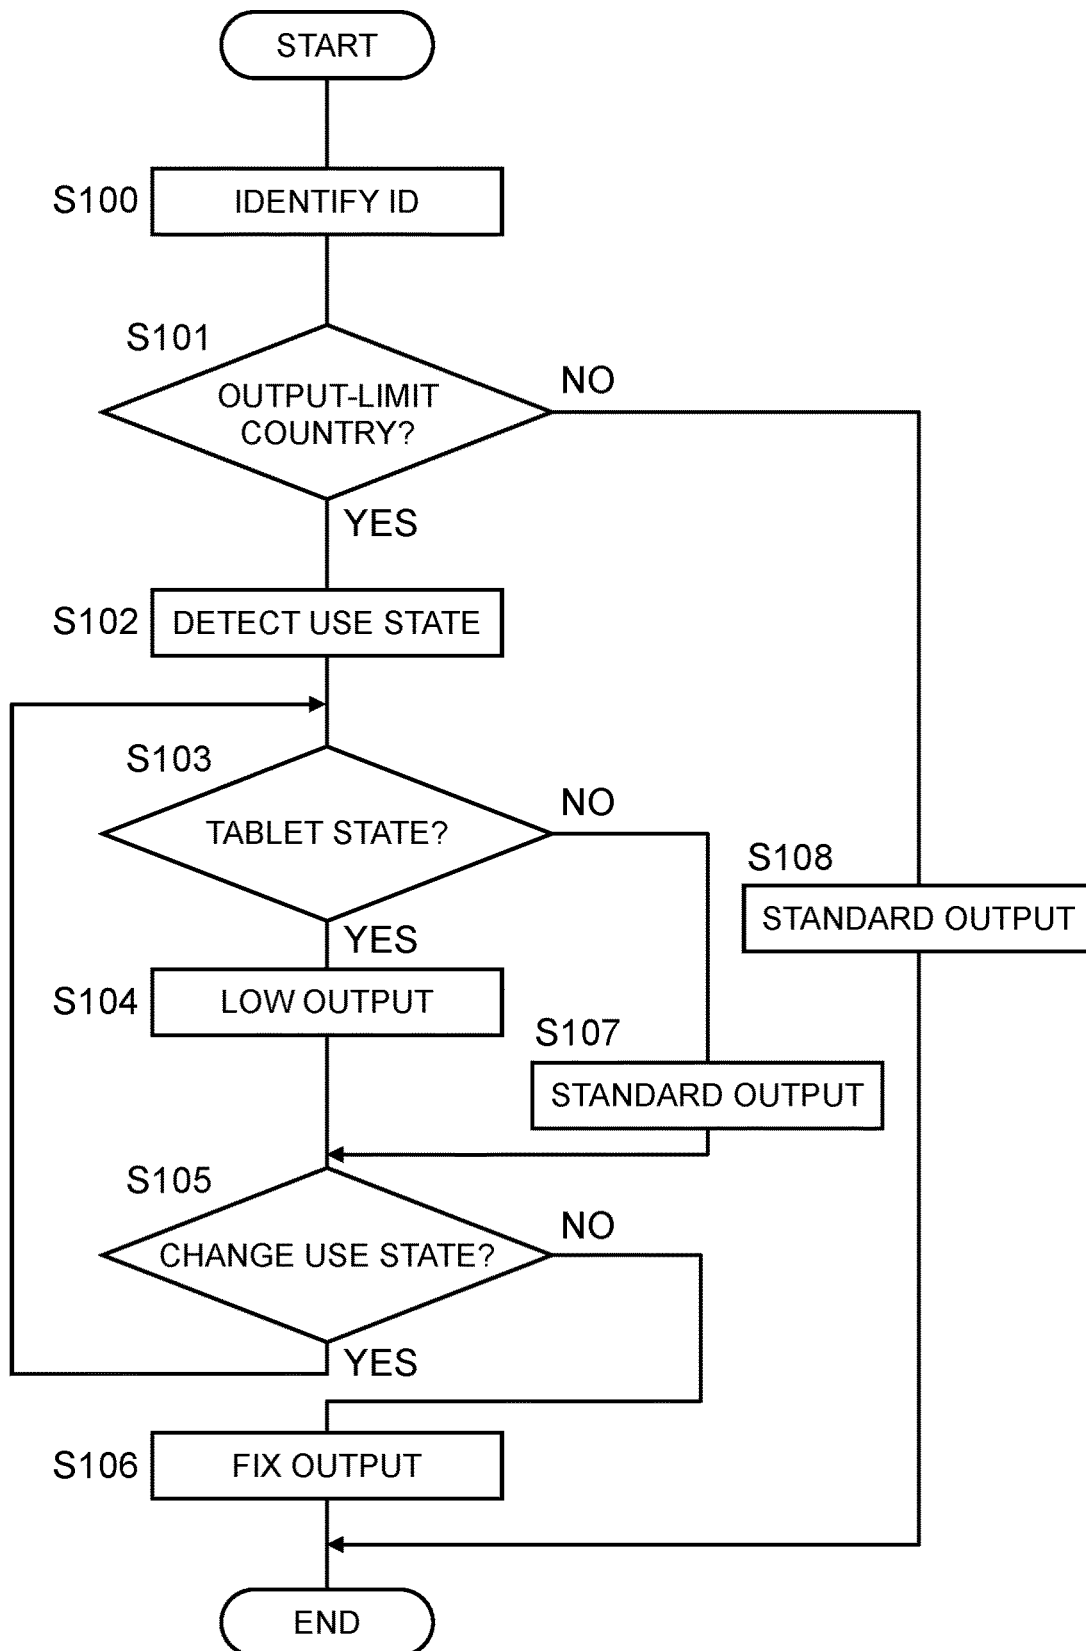 START
S100
IDENTIFY ID
S101
OUTPUT-LIMIT
COUNTRY?
NO
YES
S102
DETECT USE STATE
S103
TABLET STATE?
NO
YES
S108
STANDARD OUTPUT
S104
LOW OUTPUT
S107
STANDARD OUTPUT
S105
CHANGE USE STATE?
NO
YES
S106
FIX OUTPUT
END